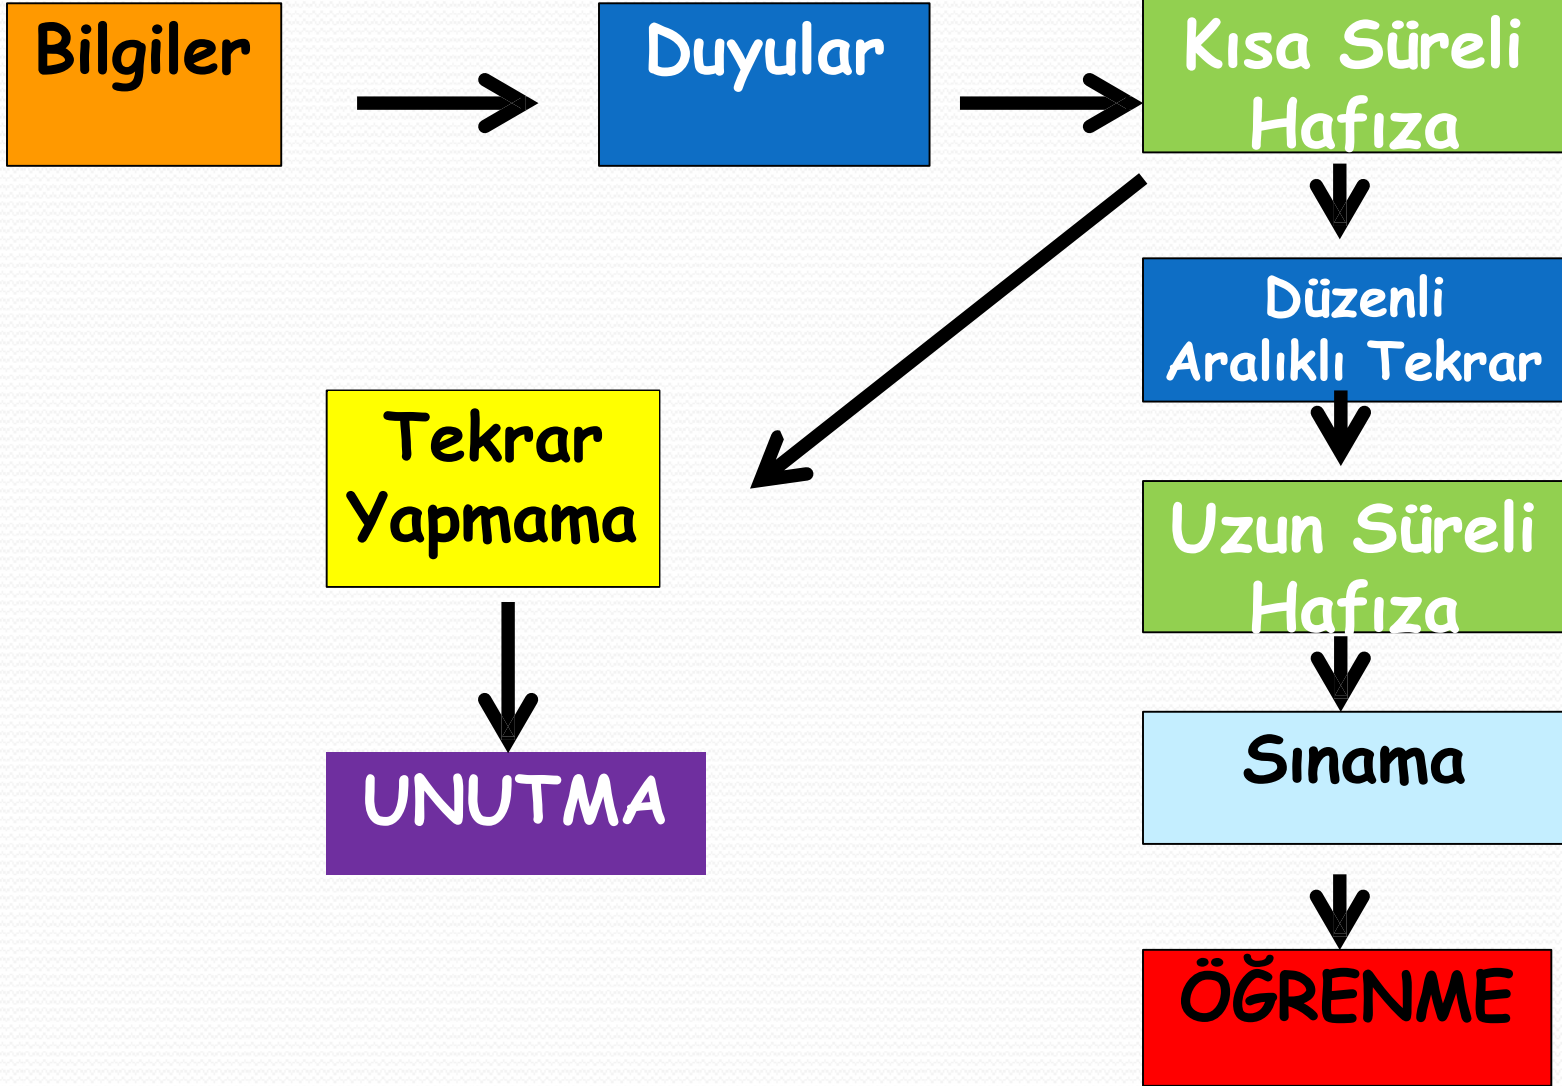 Bilgiler
Duyular
Kısa Süreli
Hafıza
Düzenli
Aralıklı Tekrar
Tekrar
Yapmama
Uzun Süreli
Hafıza
UNUTMA
Sınama
ÖĞRENME